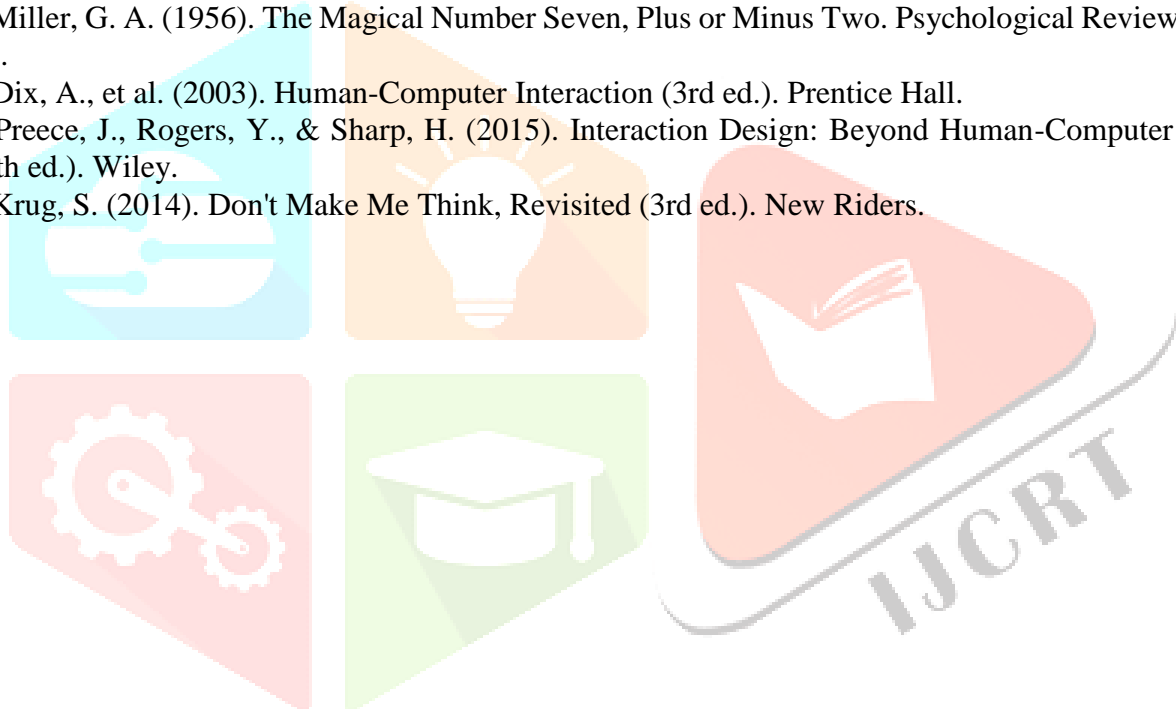 Miller, G. A. (1956). The Magical Number Seven, Plus or Minus Two. Psychological Review
.
Dix, A., et al. (2003). Human-Computer Interaction (3rd ed.). Prentice Hall.
Preece, J., Rogers, Y., & Sharp, H. (2015). Interaction Design: Beyond Human-Computer
th ed.). Wiley.
Krug, S. (2014). Don't Make Me Think, Revisited (3rd ed.). New Riders.
IJCRT